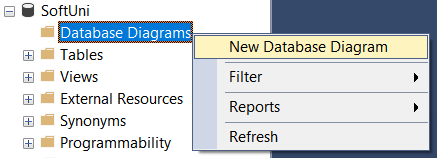 SoftUni
Database Diagrams
Tables
Views
External Resources
Synonyms
Programmability
New Database Diagram
Filter
Reports
Refresh